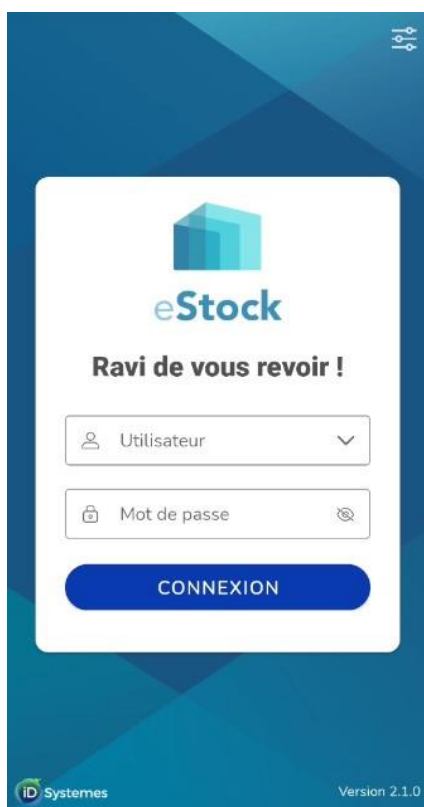 eStock
Ravi de vous revoir !
Utilisateur
Mot de passe
CONNEXION
iD Systemes
Version 2.1.0